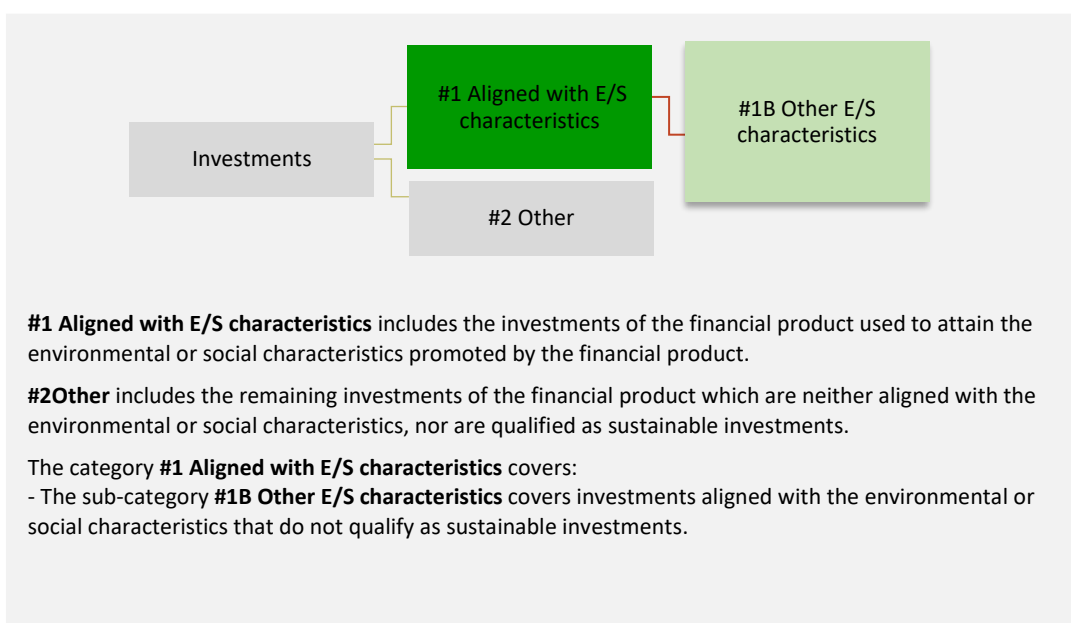 #1 Aligned with E/S
characteristics
#1B Other E/S
characteristics
Investments
#2 Other
#1 Aligned with E/S characteristics includes the investments of the financial product used to attain the
environmental or social characteristics promoted by the financial product.
#2Other includes the remaining investments of the financial product which are neither aligned with the
environmental or social characteristics, nor are qualified as sustainable investments.
The category #1 Aligned with E/S characteristics covers:
- The sub-category #1B Other E/S characteristics covers investments aligned with the environmental or
social characteristics that do not qualify as sustainable investments.